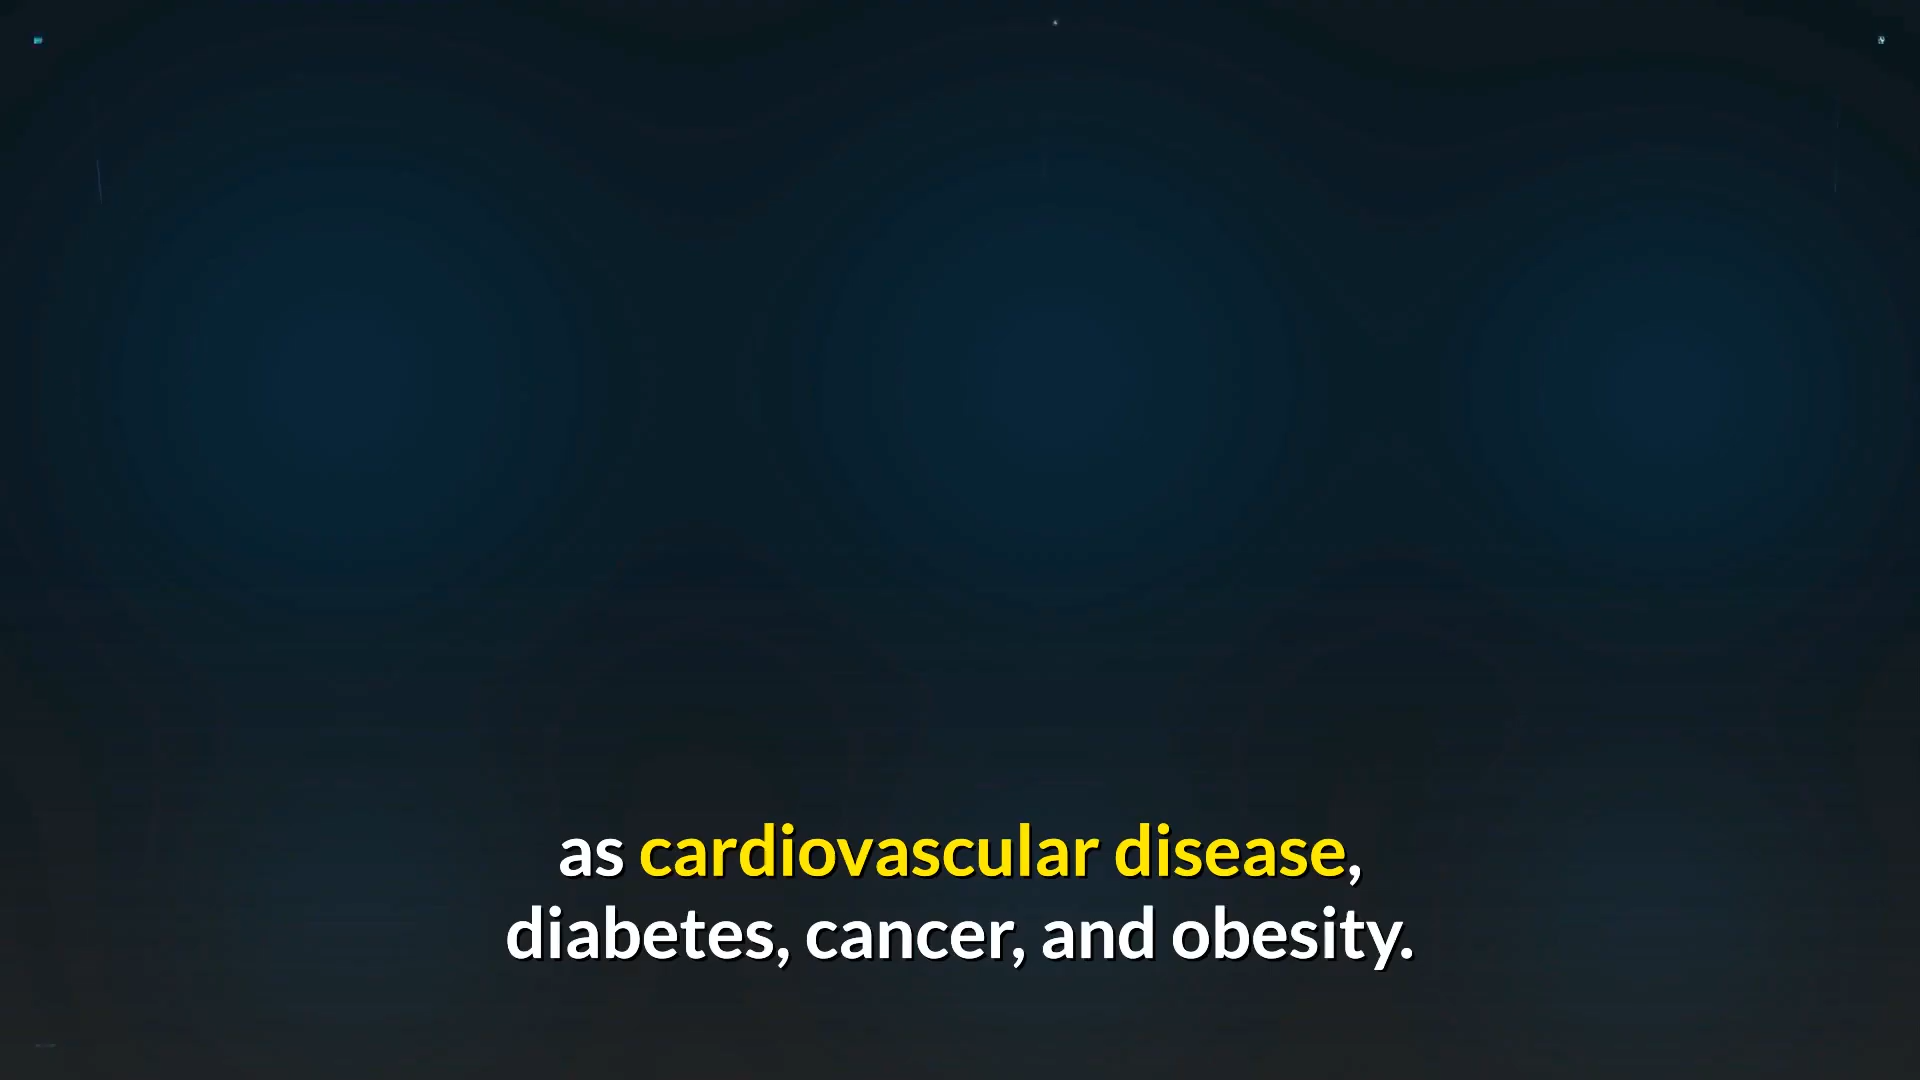 as cardiovascular disease,
diabetes, cancer, and obesity.